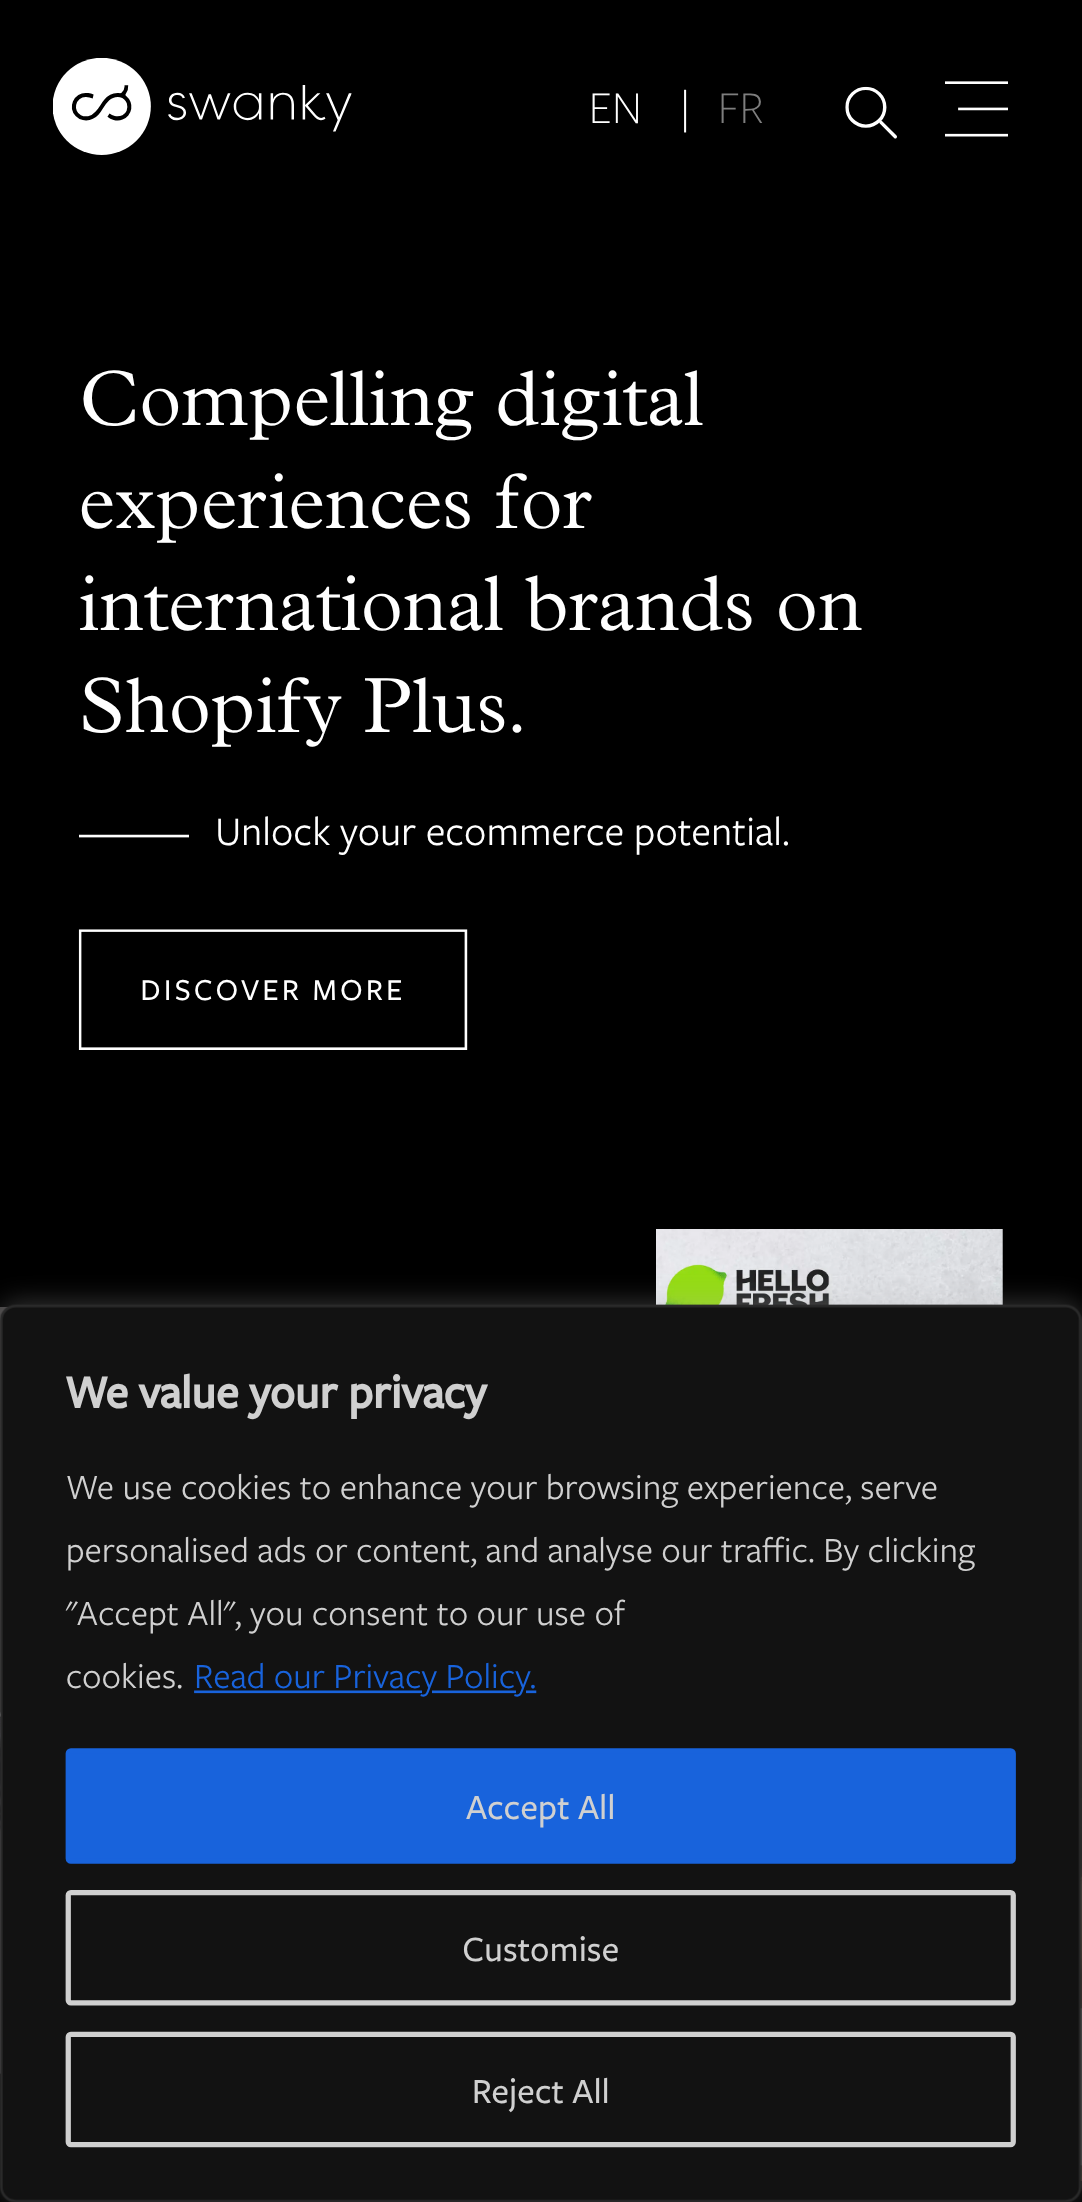 swanky
EN | FR
Compelling digital
experiences for
international brands on
Shopify Plus.
Unlock your ecommerce potential.
DISCOVER MORE
HELLO
FRESH
We value your privacy
We use cookies to enhance your browsing experience, serve
personalised ads or content, and analyse our traffic. By clicking
"Accept All", you consent to our use of
cookies. Read our Privacy Policy.
Accept All
Customise
Reject All